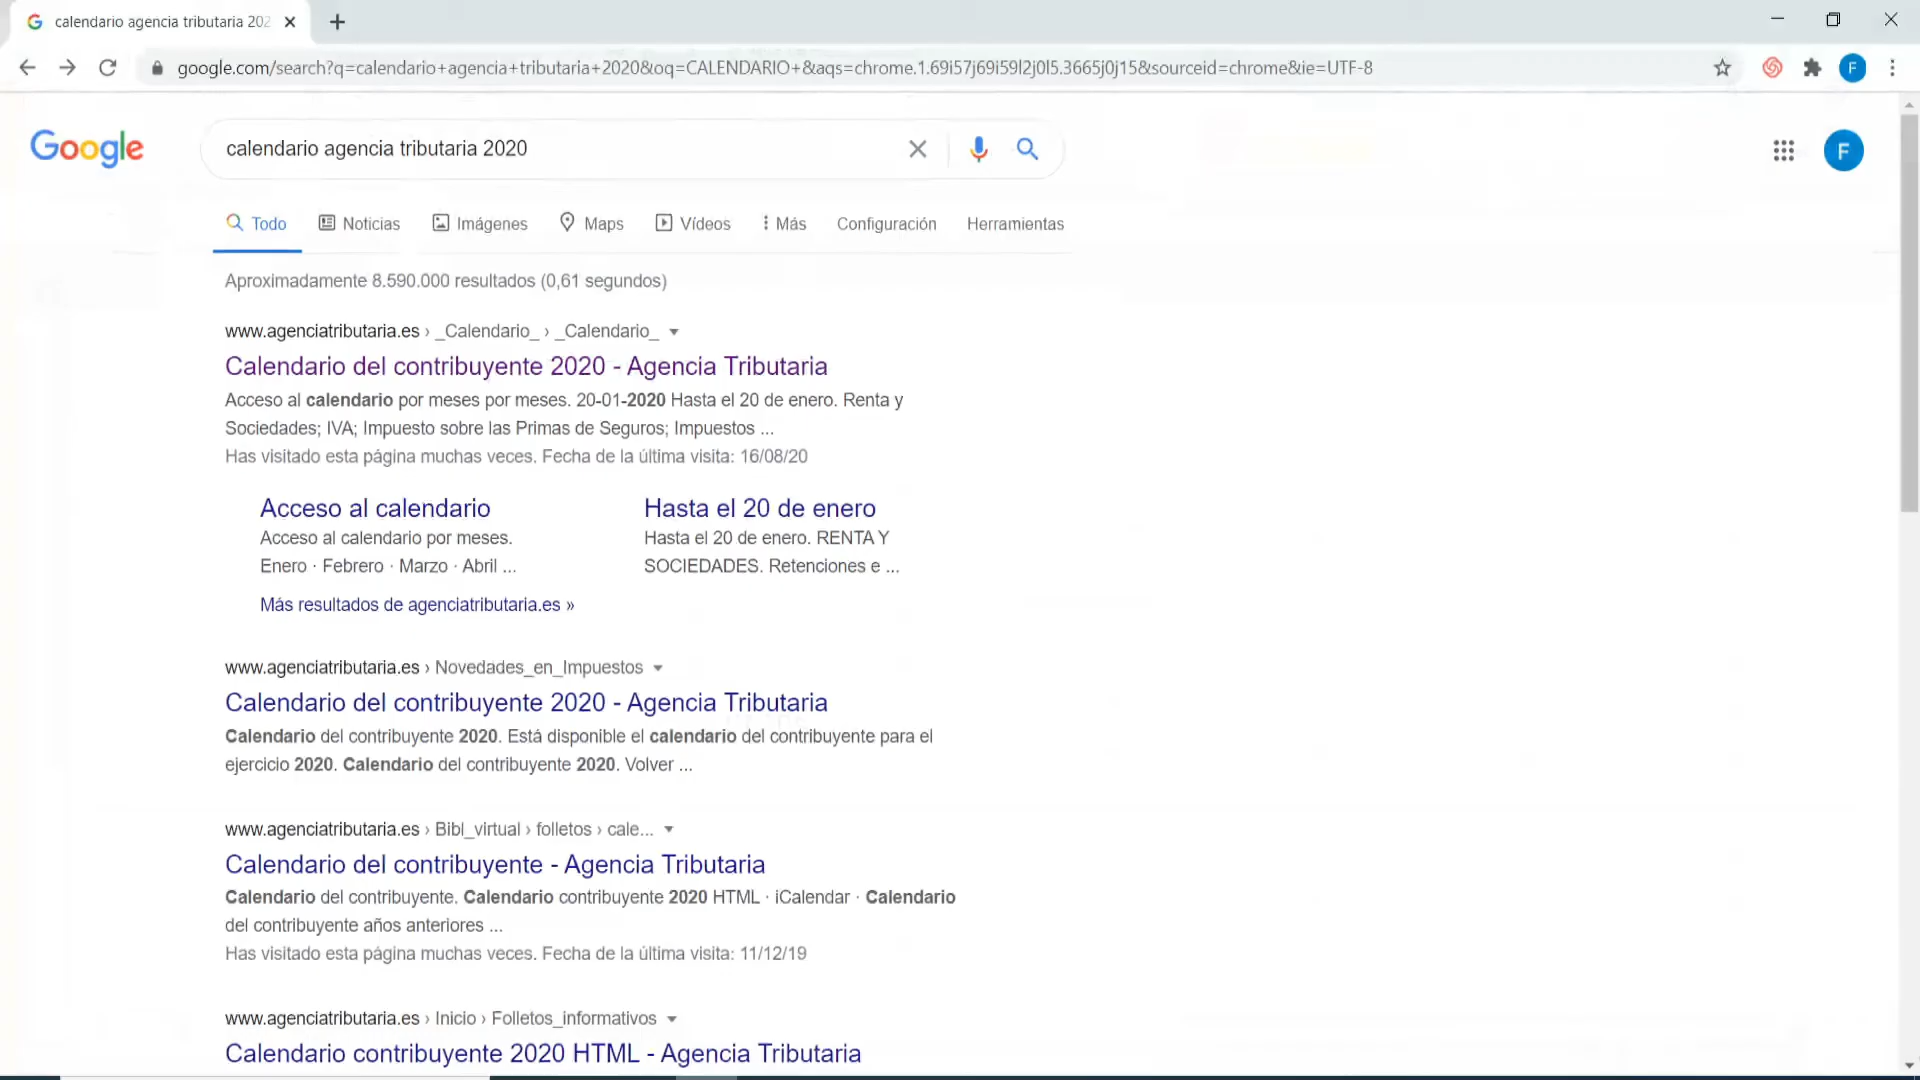 calendario agencia tributaria 202
google.com/search?q=calendario+agencia+tributaria+2020&oq=CALENDARIO+&aqs=chrome.1.69i57j69i59l2j0l5.3665j0j15&sourceid=chrome&ie=UTF-8
F
Google
calendario agencia tributaria 2020
F
Todo Noticias Imágenes Maps Vídeos Más Configuración Herramientas
Aproximadamente 8.590.000 resultados (0,61 segundos)
www.agenciatributaria.es › _Calendario_ › _Calendario_
Calendario del contribuyente 2020 - Agencia Tributaria
Acceso al calendario por meses por meses. 20-01-2020 Hasta el 20 de enero. Renta y
Sociedades; IVA; Impuesto sobre las Primas de Seguros; Impuestos ...
Has visitado esta página muchas veces. Fecha de la última visita: 16/08/20
Acceso al calendario
Acceso al calendario por meses.
Enero · Febrero · Marzo · Abril ...
Hasta el 20 de enero
Hasta el 20 de enero. RENTA Y
SOCIEDADES. Retenciones e ...
Más resultados de agenciatributaria.es »
www.agenciatributaria.es › Novedades_en_Impuestos
Calendario del contribuyente 2020 - Agencia Tributaria
Calendario del contribuyente 2020. Está disponible el calendario del contribuyente para el
ejercicio 2020. Calendario del contribuyente 2020. Volver ...
www.agenciatributaria.es › Bibl_virtual › folletos › cale...
Calendario del contribuyente - Agencia Tributaria
Calendario del contribuyente. Calendario contribuyente 2020 HTML · iCalendar · Calendario
del contribuyente años anteriores ...
Has visitado esta página muchas veces. Fecha de la última visita: 11/12/19
www.agenciatributaria.es › Inicio › Folletos_informativos
Calendario contribuyente 2020 HTML - Agencia Tributaria